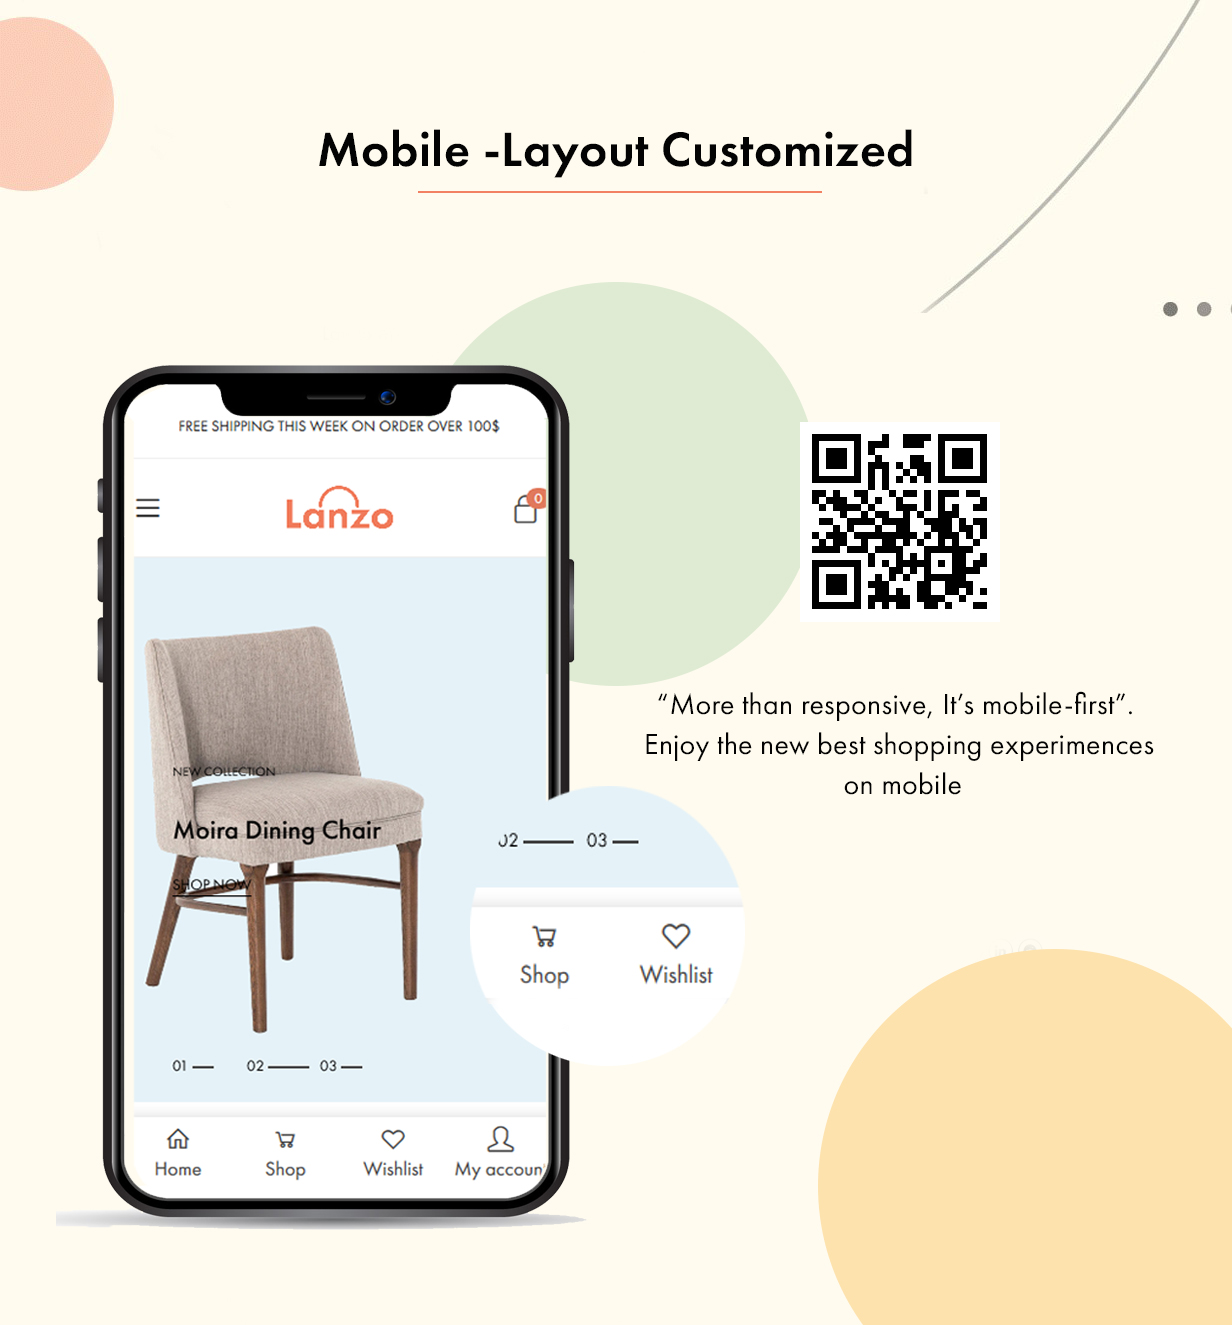 Mobile -Layout Customized
FREE SHIPPING THIS WEEK ON ORDER OVER 100$
Lanzo
0
NEW COLLECTION
Moira Dining Chair
SHOP NOW
01
02
03
Home
Shop
Wishlist
My accoun
02
03
Shop
Wishlist
“More than responsive, It’s mobile-first”.
Enjoy the new best shopping experimences
on mobile